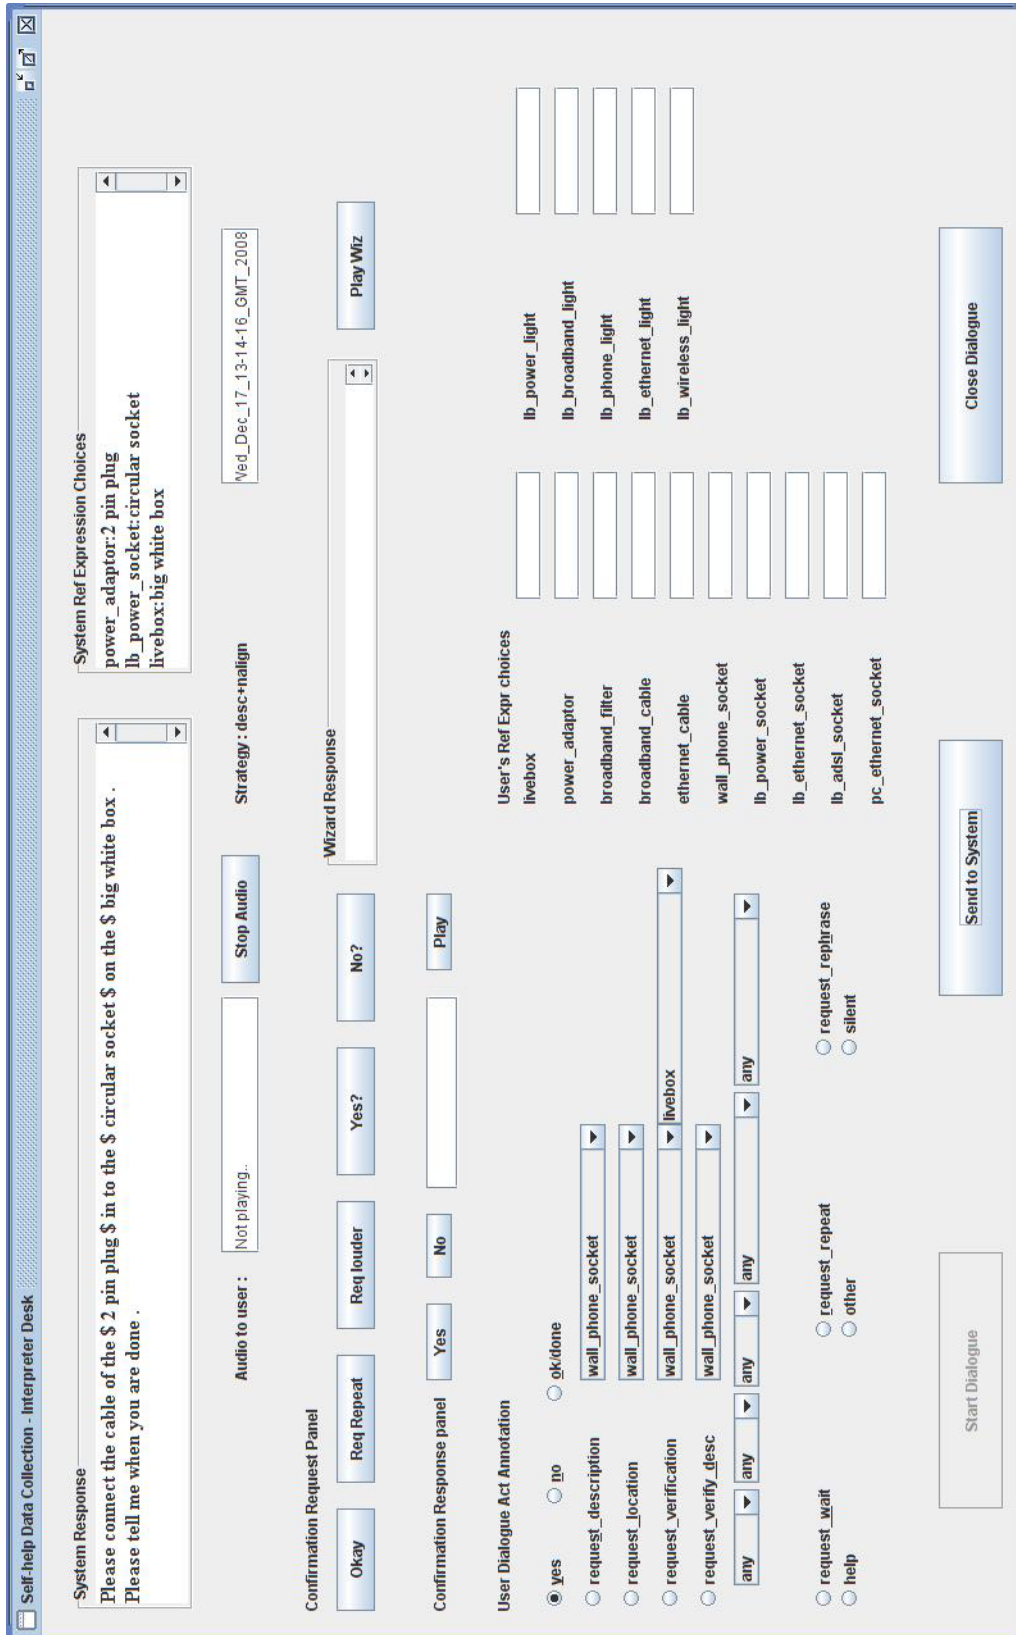 Self-help Data Collection - Interpreter Desk
System Response
Please connect the cable of the $ 2 pin plug $ in to the $ circular socket $ on the $ big white box .
Please tell me when you are done .
System Ref Expression Choices
power_adaptor:2 pin plug
lb_power_socket:circular socket
livebox:big white box
Audio to user :
Not playing..
Stop Audio
Strategy : desc+nalign
Wed_Dec_17_13-14-16_GMT_2008
Confirmation Request Panel
Okay
Req Repeat
Req louder
Yes?
No?
Wizard Response
Play Wiz
Confirmation Response panel
Yes
No
Play
User Dialogue Act Annotation
yes
no
ok/done
request_description
wall_phone_socket
request_location
wall_phone_socket
request_verification
wall_phone_socket
livebox
request_verify_desc
wall_phone_socket
any
any
any
any
any
request_wait
request_repeat
request_rephrase
help
other
silent
User's Ref Expr choices
livebox
power_adaptor
broadband_filter
broadband_cable
ethernet_cable
wall_phone_socket
lb_power_socket
lb_ethernet_socket
lb_adsl_socket
pc_ethernet_socket
lb_power_light
lb_broadband_light
lb_phone_light
lb_ethernet_light
lb_wireless_light
Start Dialogue
Send to System
Close Dialogue